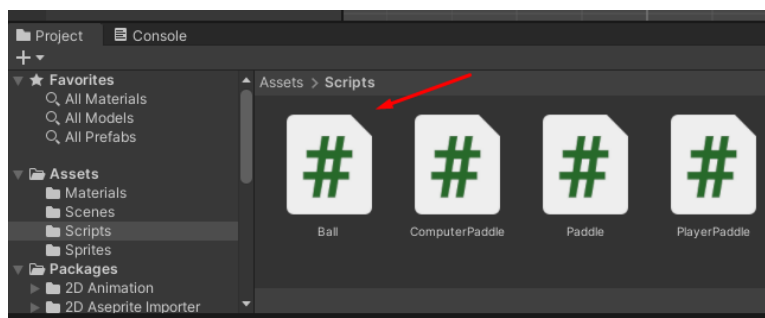 Project
Console
Favorites
All Materials
All Models
All Prefabs
Assets
Materials
Scenes
Scripts
Sprites
Packages
2D Animation
2D Aseprite Importer
Assets > Scripts
# # # #
Ball ComputerPaddle Paddle PlayerPaddle